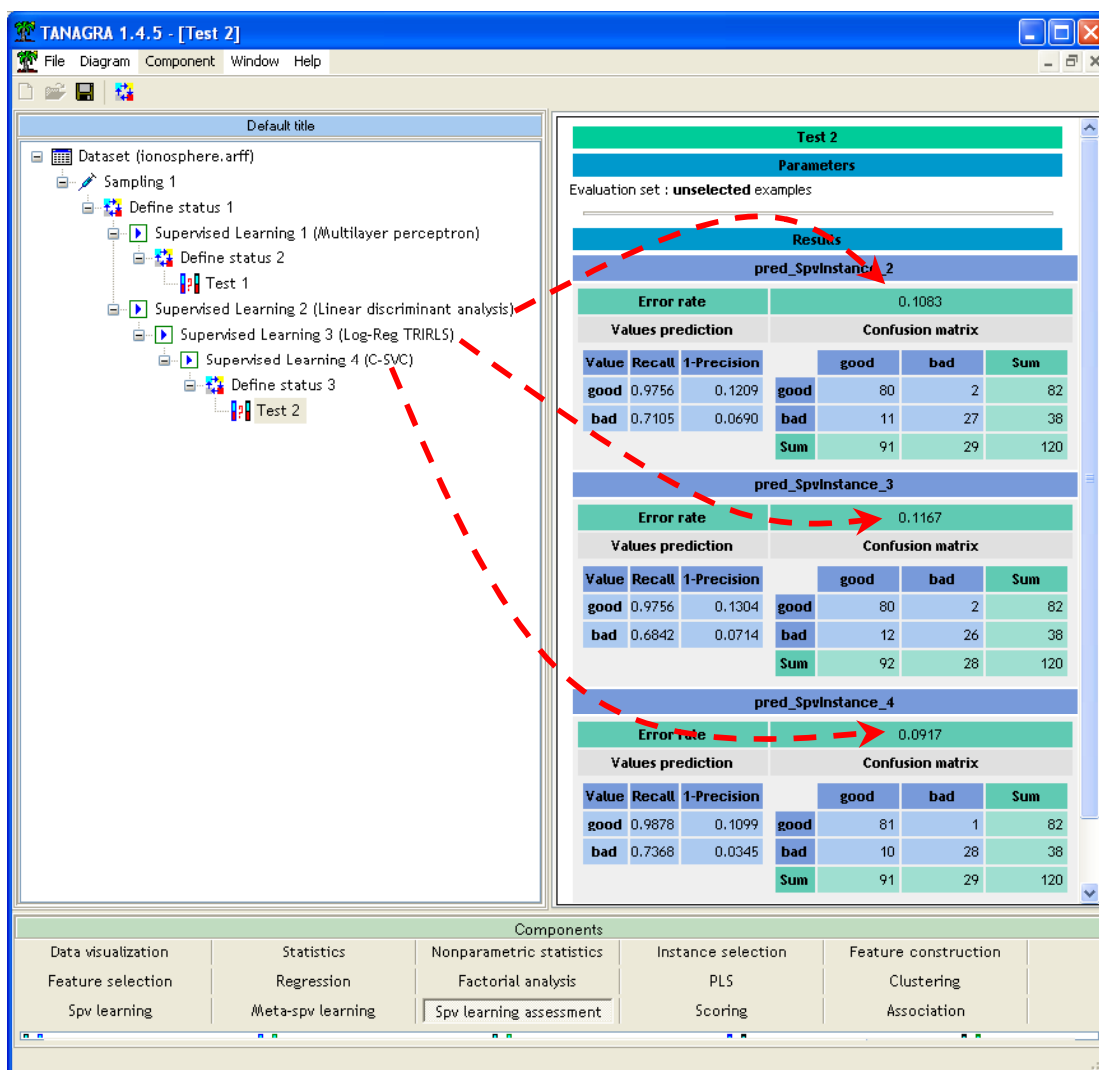 TANAGRA 1.4.5 - [Test 2]
File Diagram Component Window Help
Default title
Dataset (ionosphere.arff)
Sampling 1
Define status 1
Supervised Learning 1 (Multilayer perceptron)
Define status 2
Test 1
Supervised Learning 2 (Linear discriminant analysis)
Supervised Learning 3 (Log-Reg TRIRLS)
Supervised Learning 4 (C-SVC)
Define status 3
Test 2
Test 2
Parameters
Evaluation set : unselected examples
Results
pred_SpvInstance_2
Error rate 0.1083
Values prediction Confusion matrix
Value Recall 1-Precision good bad Sum
good 0.9756 0.1209 good 80 2 82
bad 0.7105 0.0690 bad 11 27 38
Sum 91 29 120
pred_SpvInstance_3
Error rate 0.1167
Values prediction Confusion matrix
Value Recall 1-Precision good bad Sum
good 0.9756 0.1304 good 80 2 82
bad 0.6842 0.0714 bad 12 26 38
Sum 92 28 120
pred_SpvInstance_4
Error rate 0.0917
Values prediction Confusion matrix
Value Recall 1-Precision good bad Sum
good 0.9878 0.1099 good 81 1 82
bad 0.7368 0.0345 bad 10 28 38
Sum 91 29 120
Components
Data visualization Statistics Nonparametric statistics Instance selection Feature construction
Feature selection Regression Factorial analysis PLS Clustering
Spv learning Meta-spv learning Spv learning assessment Scoring Association